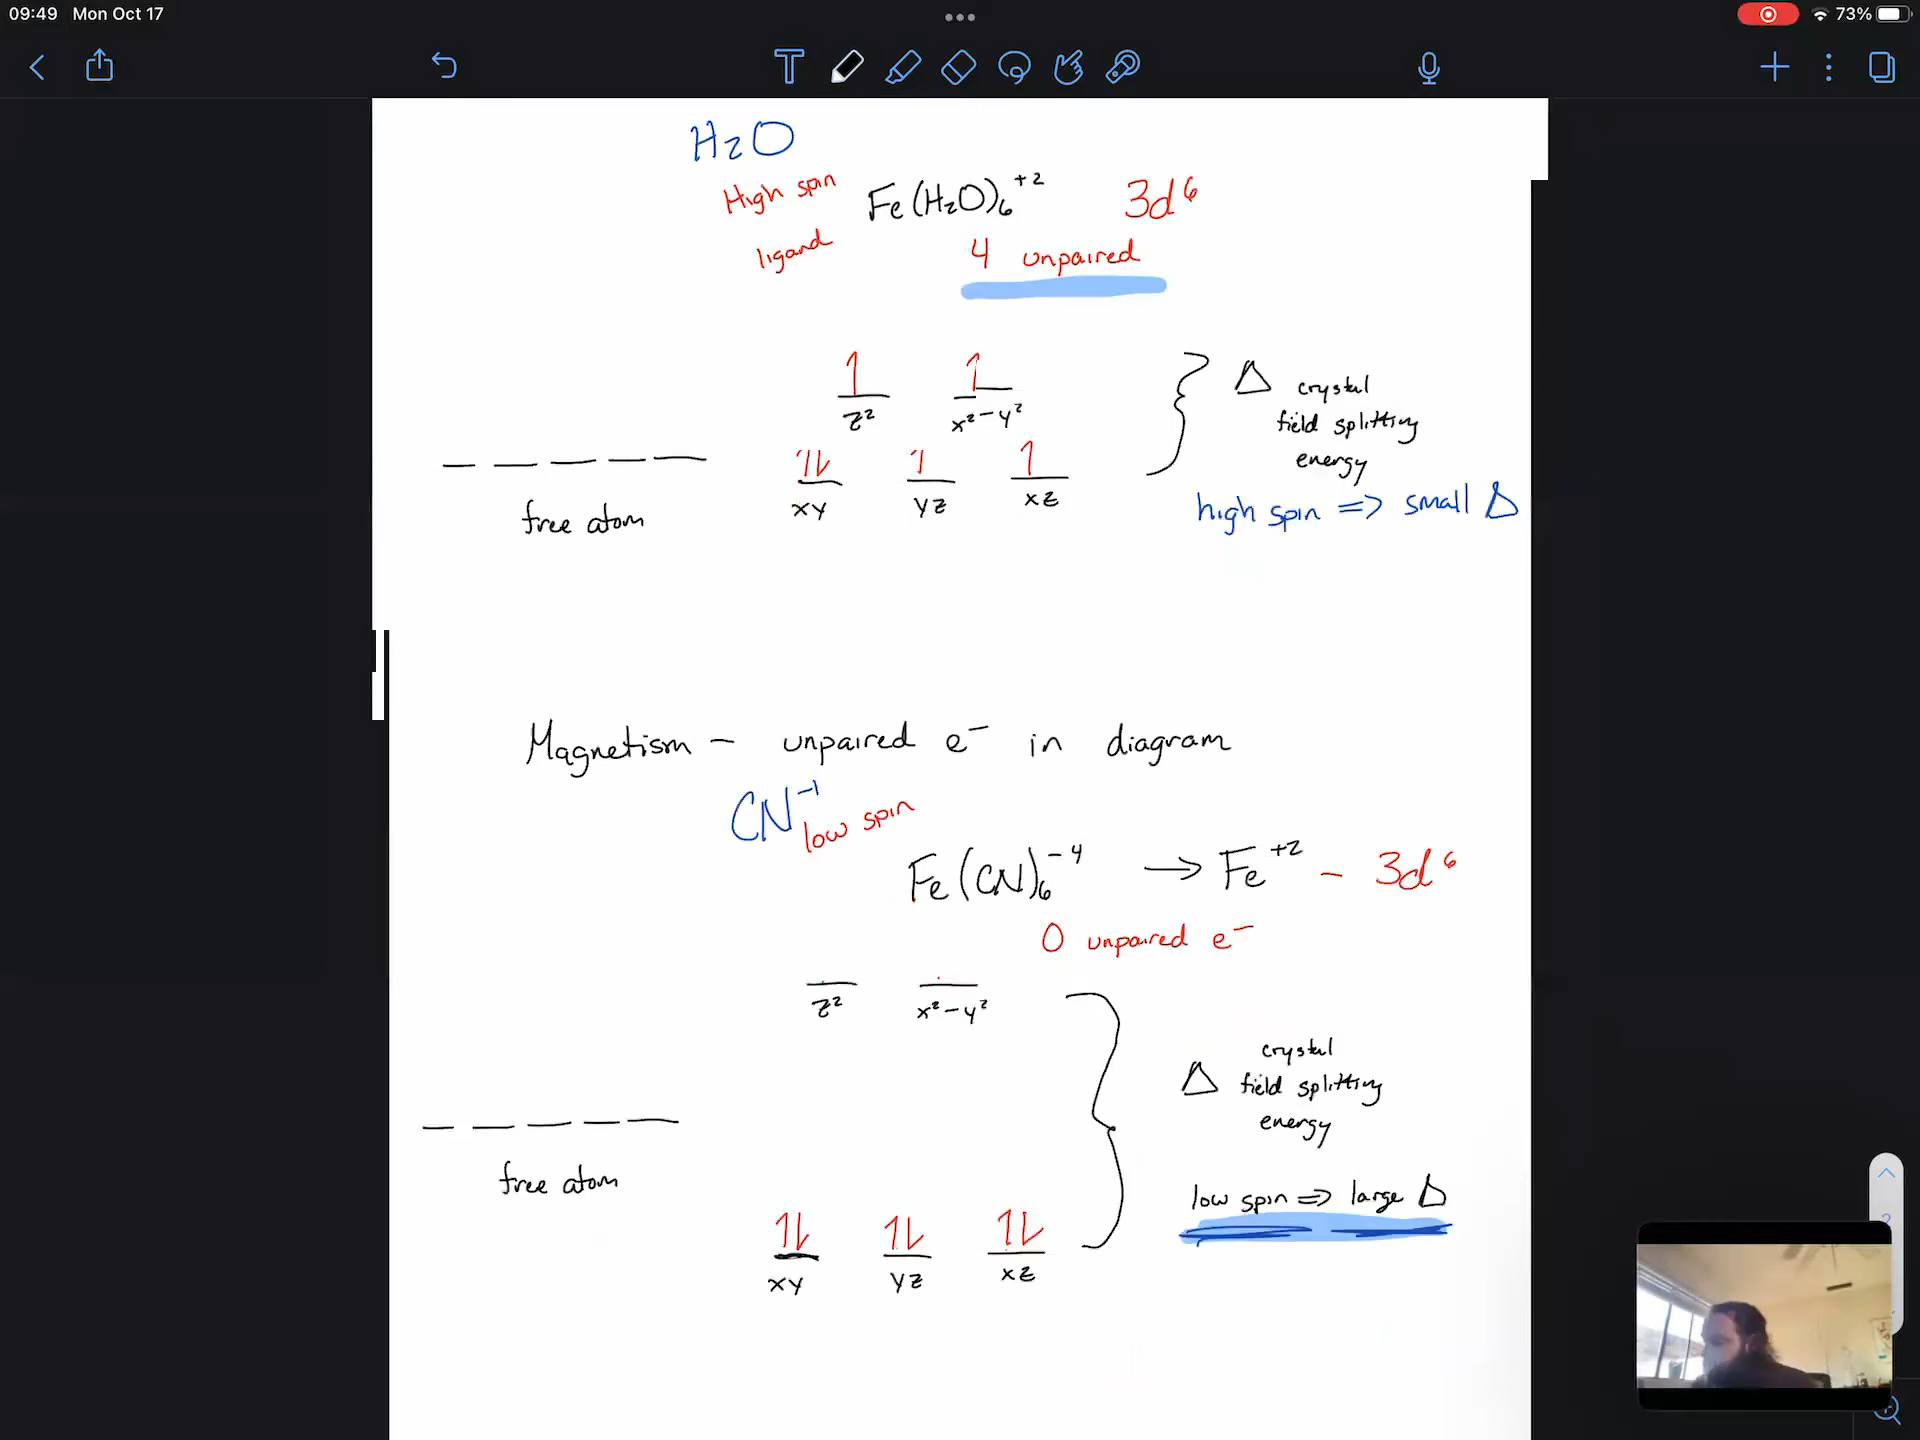 09:49 Mon Oct 17
73%
H₂O
High spin Fe(H₂O)₆⁺² 3d⁶
ligand 4 unpaired
1 1 Δ crystal
z² x²-y² field splitting
energy
1l 1 1
xy yz xz
free atom
high spin => small Δ
Magnetism - unpaired e⁻ in diagram
CN⁻¹
low spin
Fe(CN)₆⁻⁴ → Fe⁺² - 3d⁶
0 unpaired e⁻
z² x²-y²
crystal
Δ field splitting
energy
free atom
low spin => large Δ
1l 1l 1l
xy yz xz